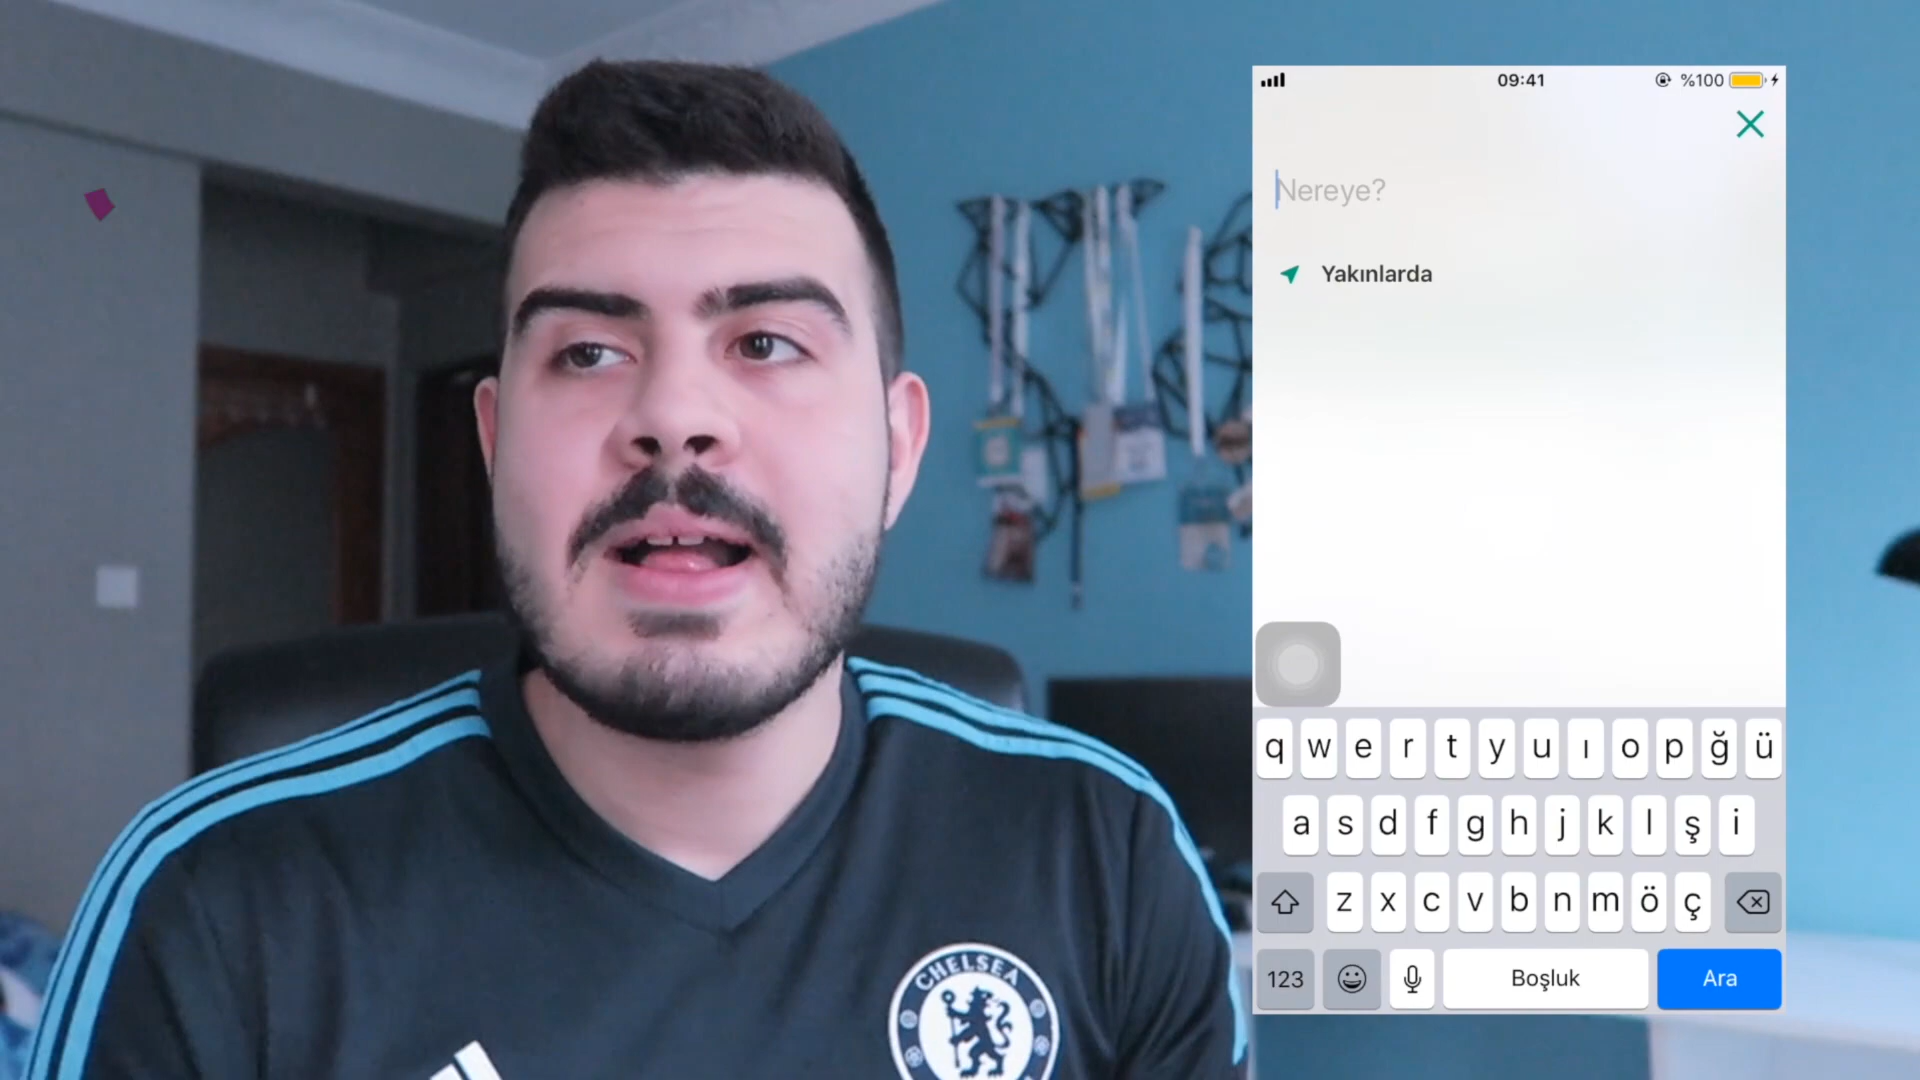 09:41
%100
Nereye?
Yakınlarda
q w e r t y u ı o p ğ ü
a s d f g h j k l ş i
z x c v b n m ö ç
123 Boşluk Ara
CHELSEA